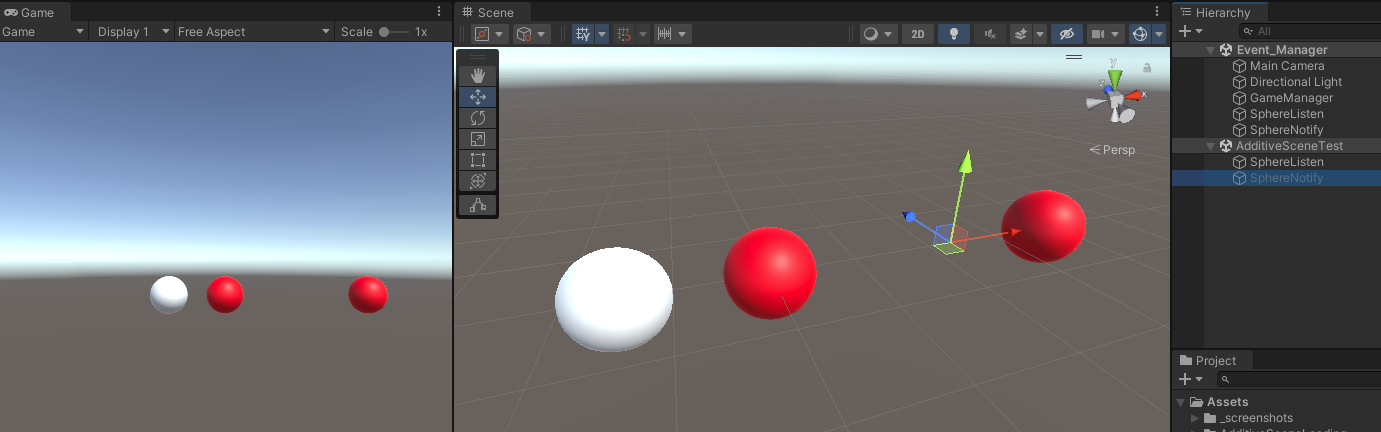 Game
Game Display 1 Free Aspect Scale 1x
Scene
2D
y
x
Persp
Hierarchy
All
Event_Manager
Main Camera
Directional Light
GameManager
SphereListen
SphereNotify
AdditiveSceneTest
SphereListen
SphereNotify
Project
Assets
_screenshots